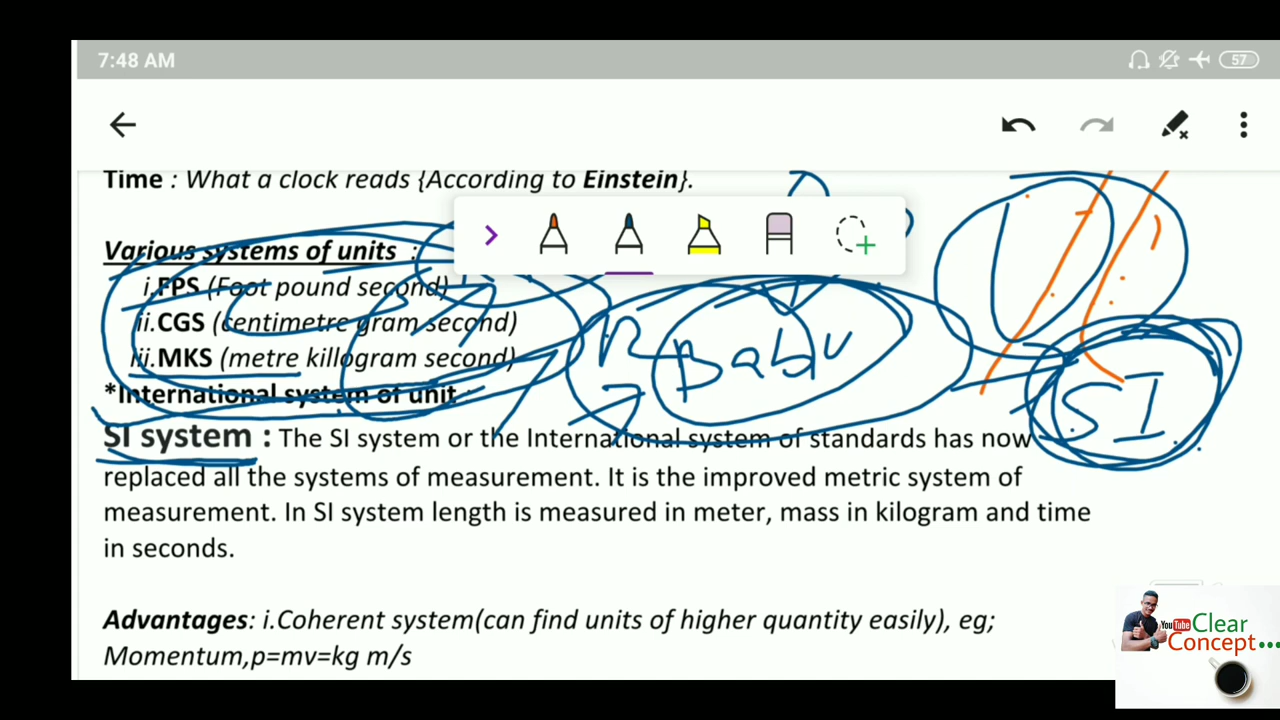 7:48 AM
57
Time : What a clock reads {According to Einstein}.
Various systems of units :
i.FPS (Foot pound second)
ii.CGS (centimetre gram second)
iii.MKS (metre killogram second)
*International system of unit :
Babu
SI
SI system : The SI system or the International system of standards has now
replaced all the systems of measurement. It is the improved metric system of
measurement. In SI system length is measured in meter, mass in kilogram and time
in seconds.
Advantages: i.Coherent system(can find units of higher quantity easily), eg;
Momentum,p=mv=kg m/s
YouTube Clear
Concept...